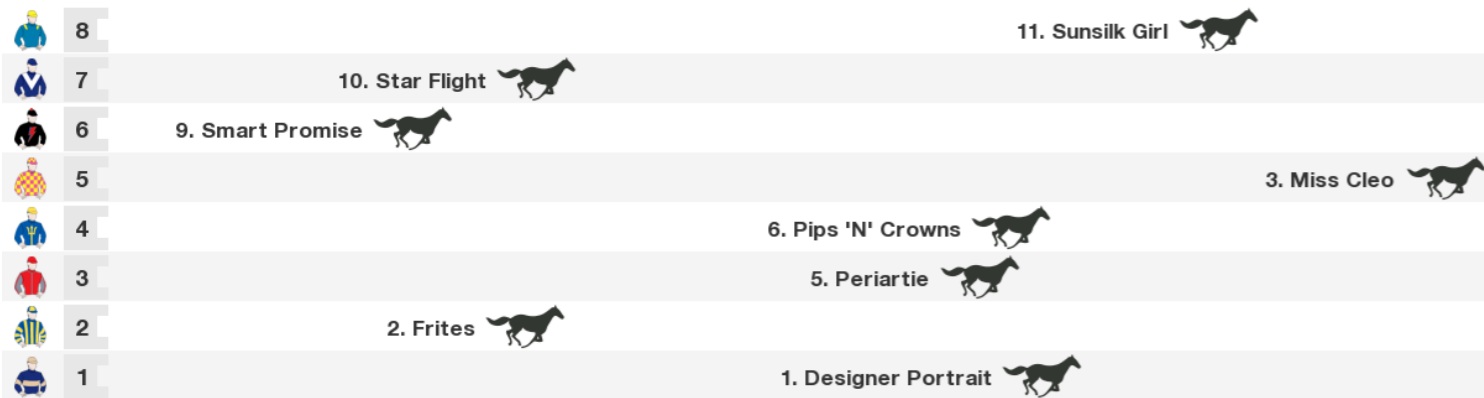 8 11. Sunsilk Girl
7 10. Star Flight
6 9. Smart Promise
5 3. Miss Cleo
4 6. Pips 'N' Crowns
3 5. Periartie
2 2. Frites
1 1. Designer Portrait